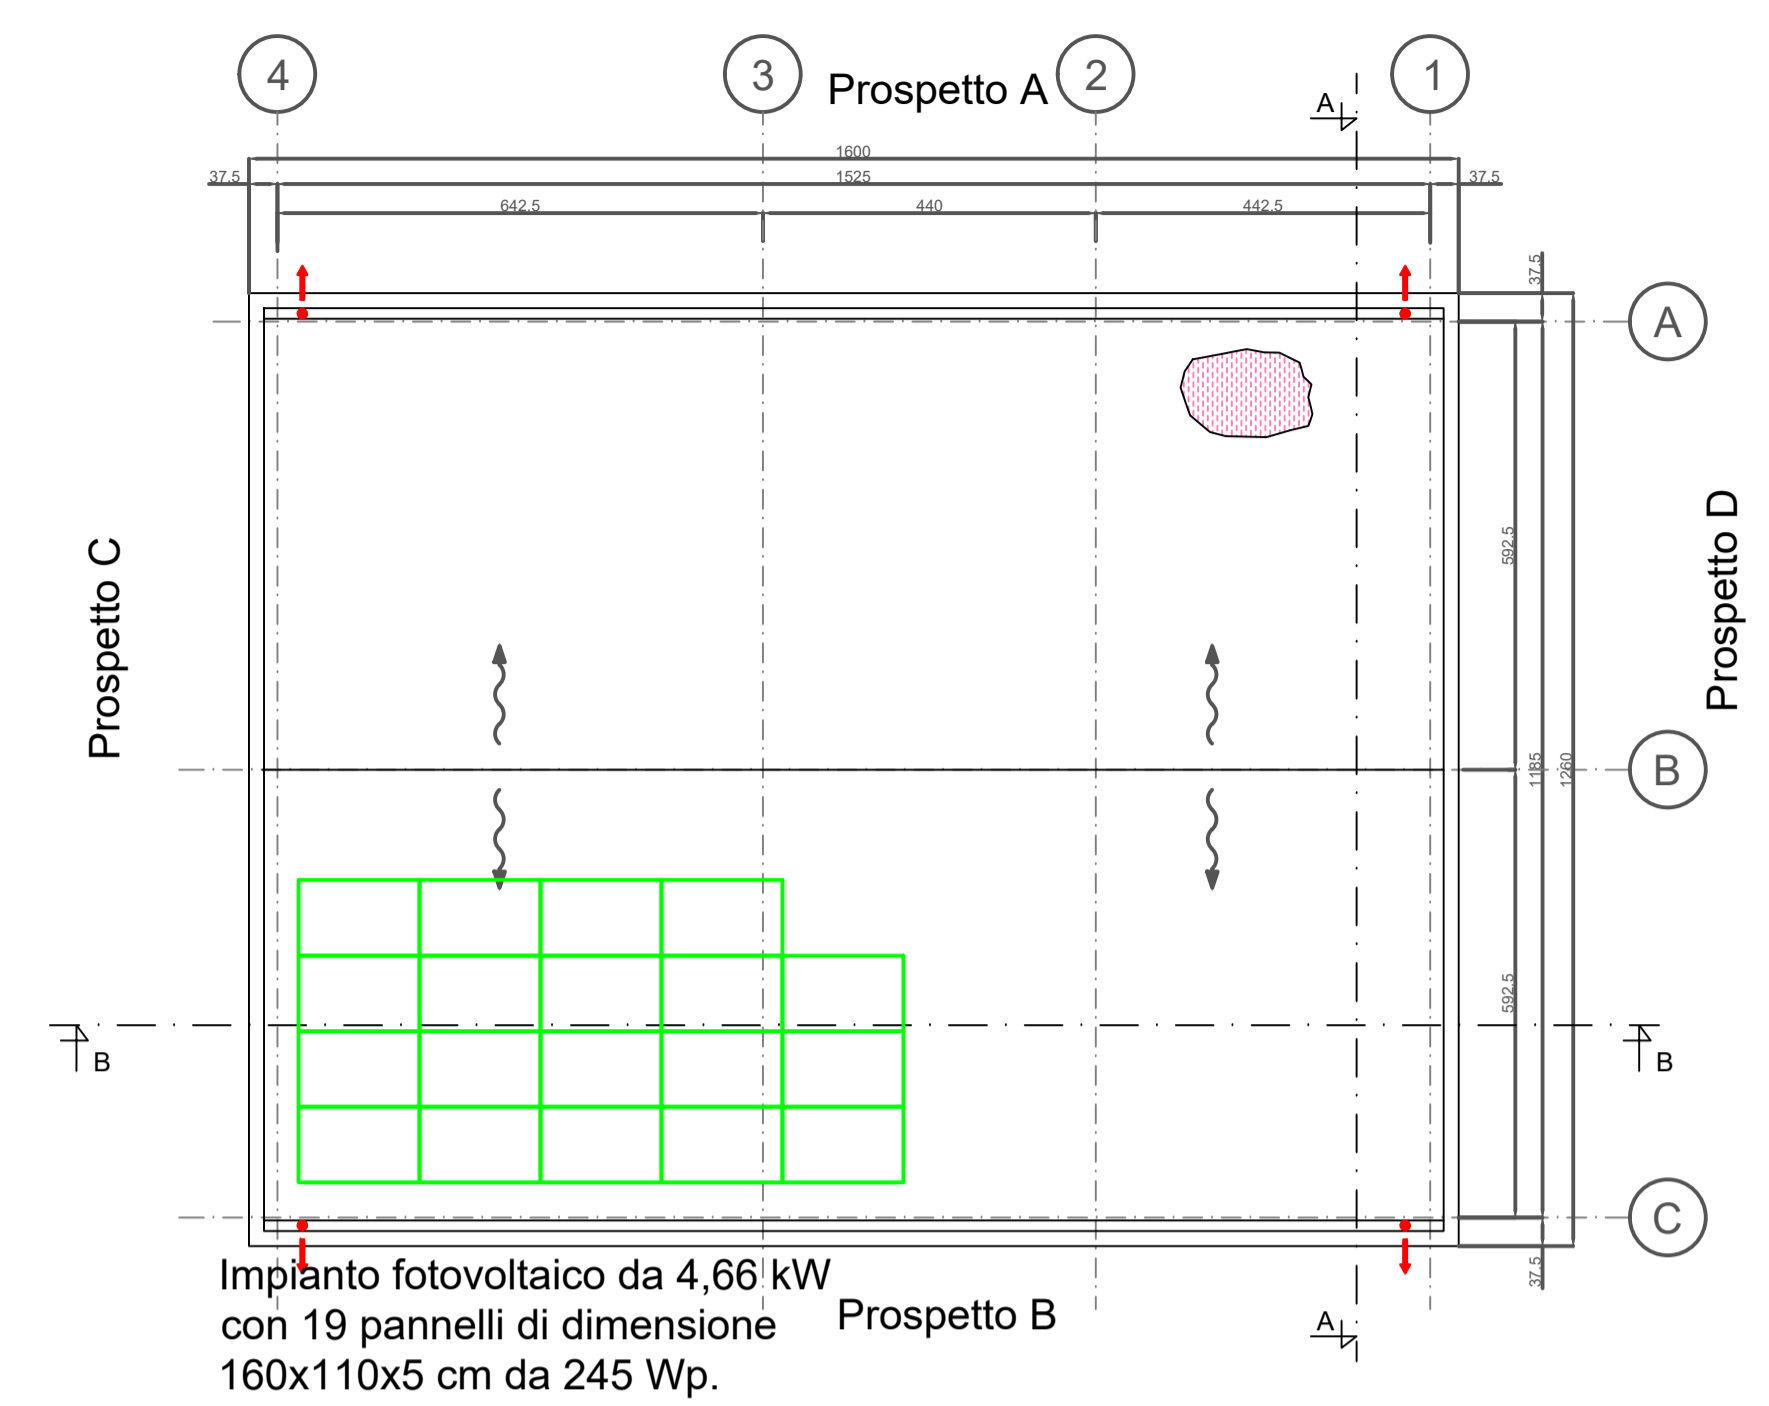 4
3
Prospetto A
2
1
A
1600
37.5
1525
37.5
642.5
440
442.5
37.5
A
592.5
Prospetto C
Prospetto D
B
1185
1260
592.5
B
B
C
37.5
Impianto fotovoltaico da 4,66 kW
con 19 pannelli di dimensione
160x110x5 cm da 245 Wp.
Prospetto B
A